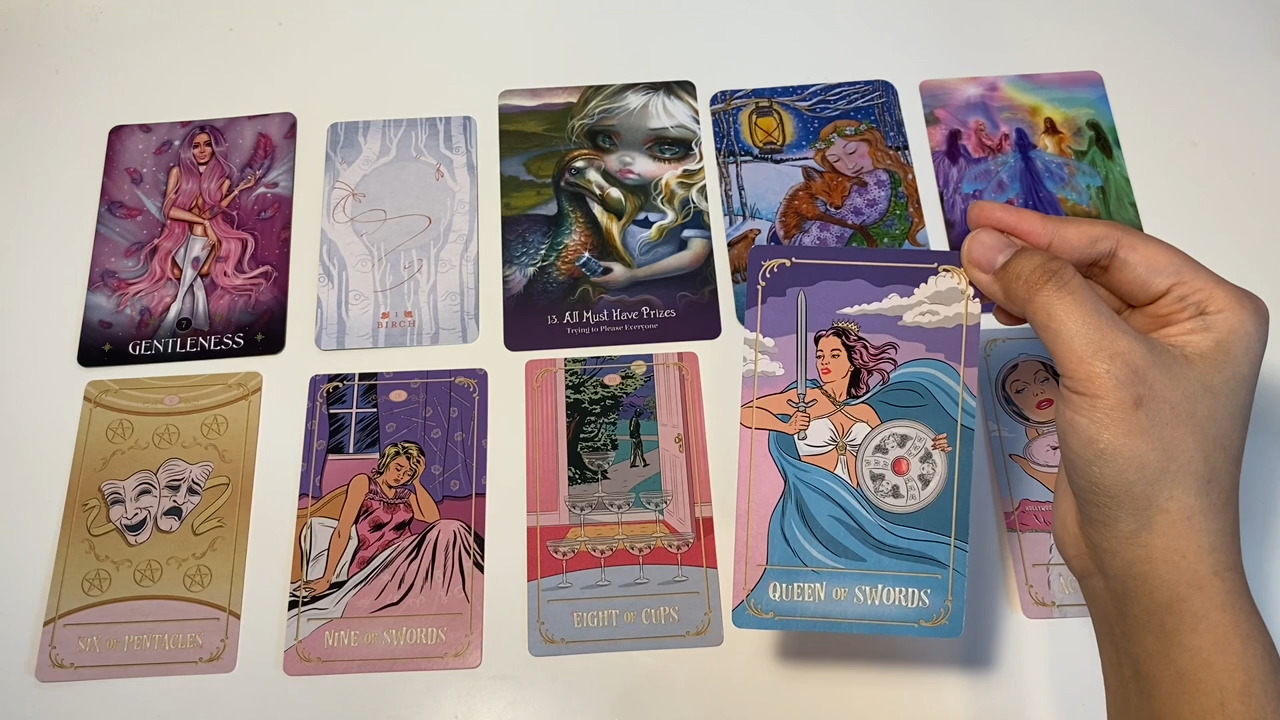 7
GENTLENESS
1
BIRCH
13. All Must Have Prizes
Trying to Please Everyone
SIX OF PENTACLES
NINE OF SWORDS
EIGHT OF CUPS
QUEEN OF SWORDS